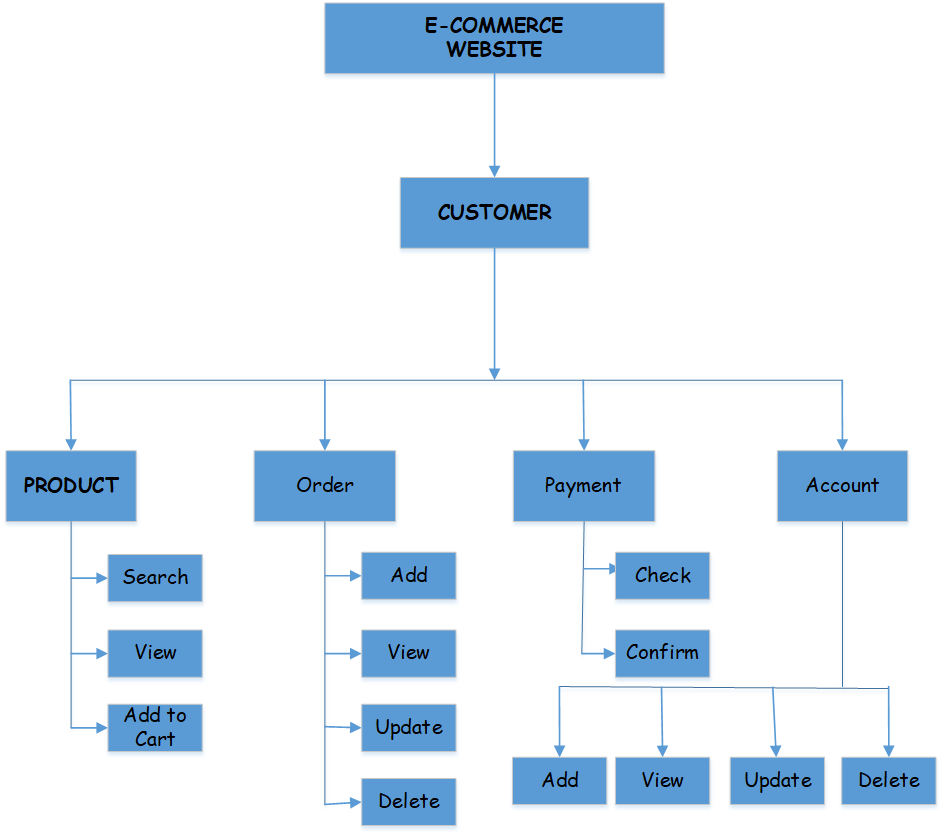 E-COMMERCE
WEBSITE
CUSTOMER
PRODUCT
Order
Payment
Account
Search
View
Add to
Cart
Add
View
Update
Delete
Check
Confirm
Add
View
Update
Delete